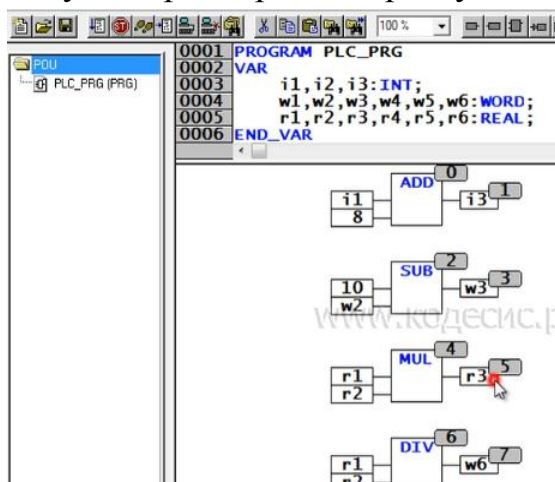 100 %
POU
PLC_PRG (PRG)
0001 PROGRAM PLC_PRG
0002 VAR
0003 i1,i2,i3:INT;
0004 w1,w2,w3,w4,w5,w6:WORD;
0005 r1,r2,r3,r4,r5,r6:REAL;
0006 END_VAR
ADD 0
i1 i3 1
8
SUB 2
10 w3 3
w2
www.кодесис.р
MUL 4
r1 r3 5
r2
DIV 6
r1 w6 7
r2